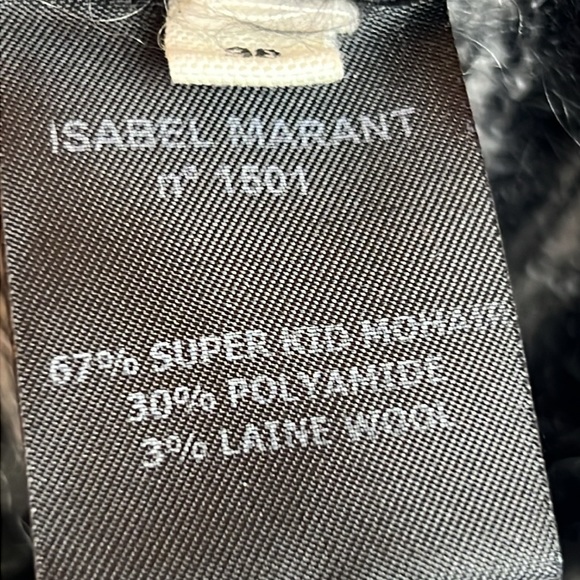 ISABEL MARANT
n° 1501
67% SUPER KID MOHAIR
30% POLYAMIDE
3% LAINE WOOL